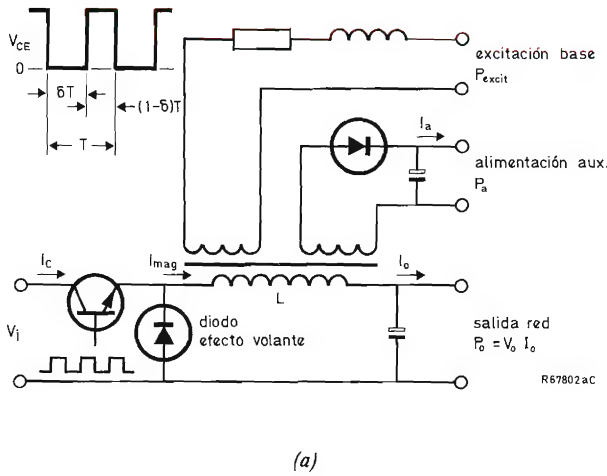 V_CE
0
δT
(1-δ)T
T
excitación base
P_excit
I_a
alimentación aux.
P_a
I_C
I_mag
I_o
L
V_i
diodo
efecto volante
salida red
P_o = V_o I_o
R67802aC
(a)